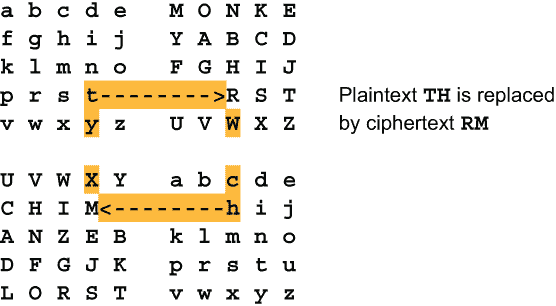 a b c d e   M O N K E
f g h i j   Y A B C D
k l m n o   F G H I J
p r s t-------->R S T
v w x y z   U V W X Z
Plaintext TH is replaced
by ciphertext RM
U V W X Y   a b c d e
C H I M<--------h i j
A N Z E B   k l m n o
D F G J K   p r s t u
L O R S T   v w x y z